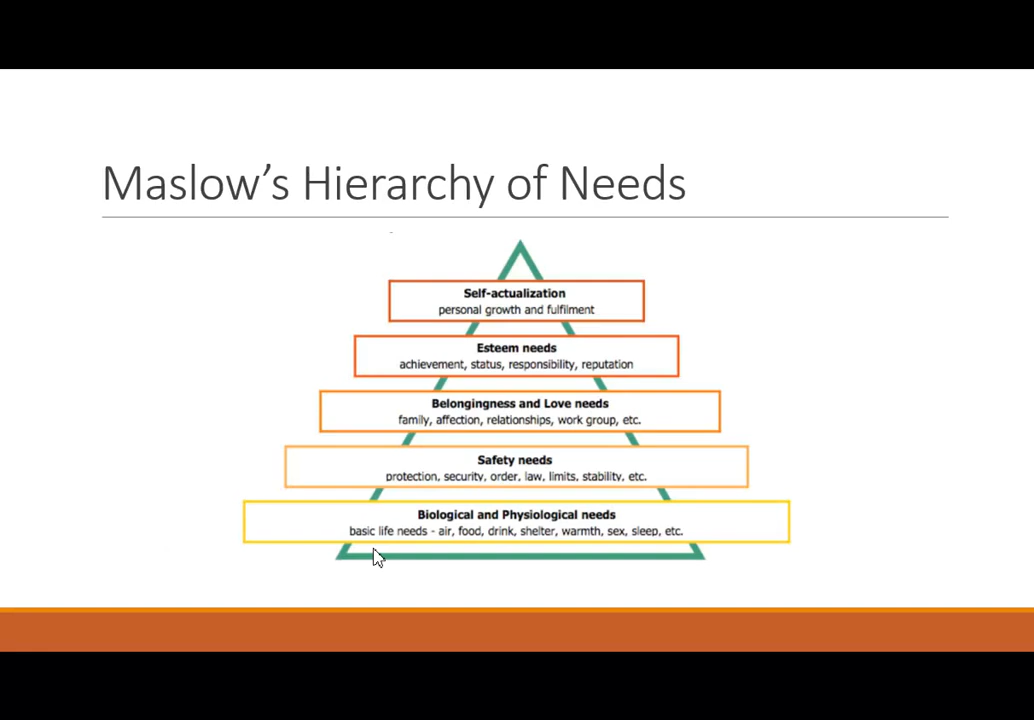 Maslow’s Hierarchy of Needs
Self-actualization
personal growth and fulfilment
Esteem needs
achievement, status, responsibility, reputation
Belongingness and Love needs
family, affection, relationships, work group, etc.
Safety needs
protection, security, order, law, limits, stability, etc.
Biological and Physiological needs
basic life needs - air, food, drink, shelter, warmth, sex, sleep, etc.